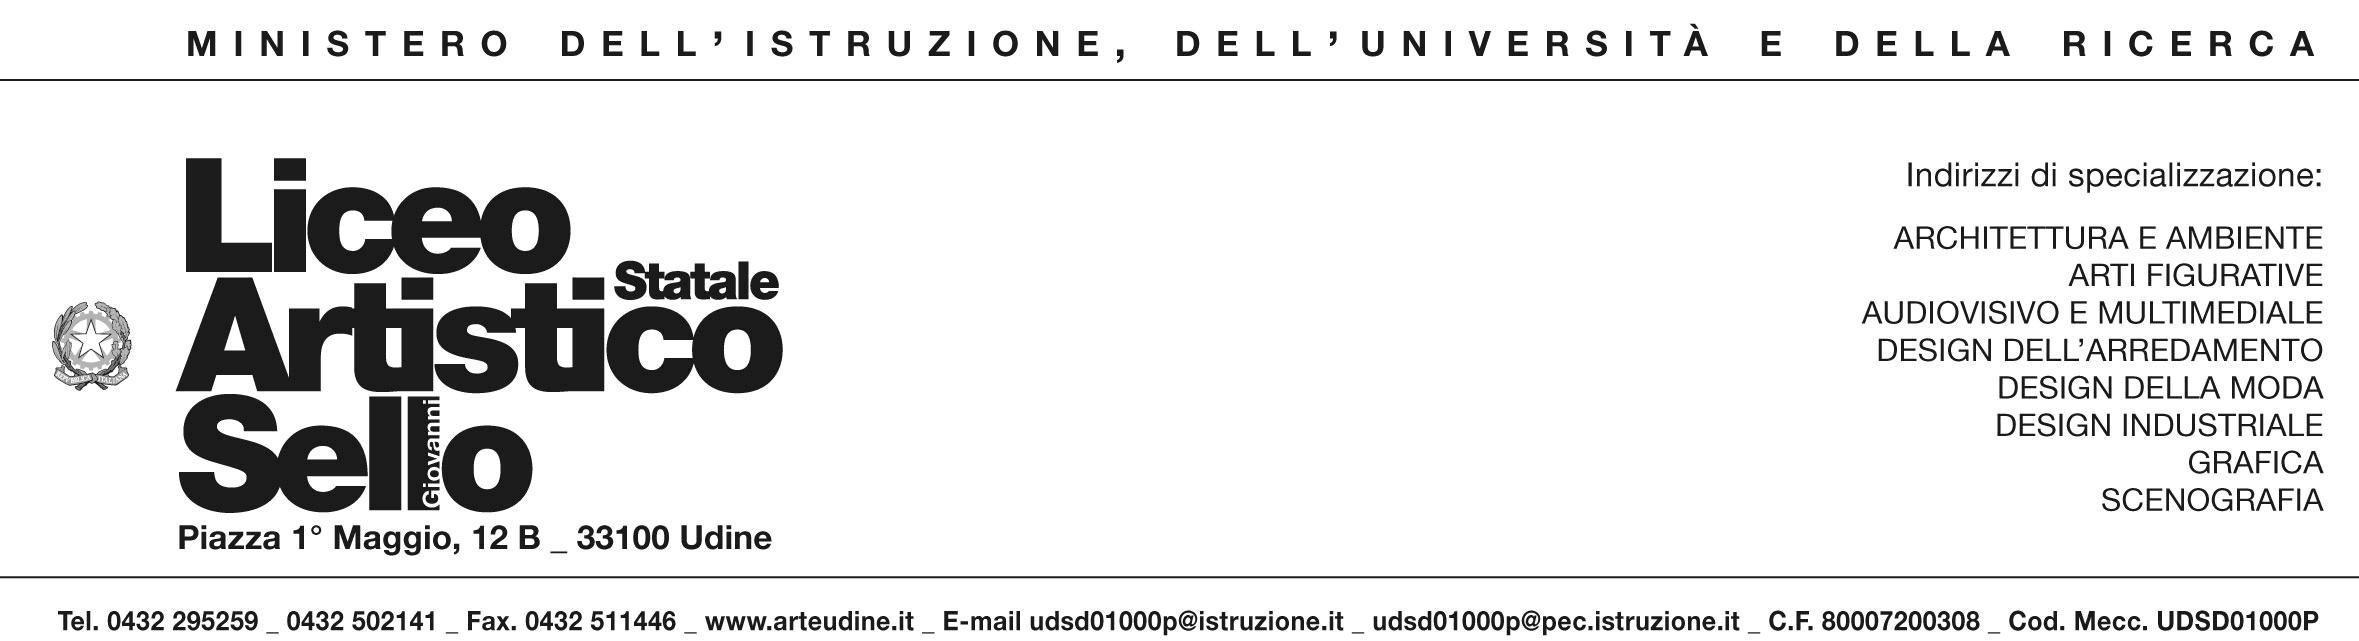 MINISTERO DELL’ISTRUZIONE, DELL’UNIVERSITÀ E DELLA RICERCA
Liceo
Artistico Statale
Sello Giovanni
Piazza 1° Maggio, 12 B _ 33100 Udine
Indirizzi di specializzazione:
ARCHITETTURA E AMBIENTE
ARTI FIGURATIVE
AUDIOVISIVO E MULTIMEDIALE
DESIGN DELL’ARREDAMENTO
DESIGN DELLA MODA
DESIGN INDUSTRIALE
GRAFICA
SCENOGRAFIA
Tel. 0432 295259 _ 0432 502141 _ Fax. 0432 511446 _ www.arteudine.it _ E-mail udsd01000p@istruzione.it _ udsd01000p@pec.istruzione.it _ C.F. 80007200308 _ Cod. Mecc. UDSD01000P